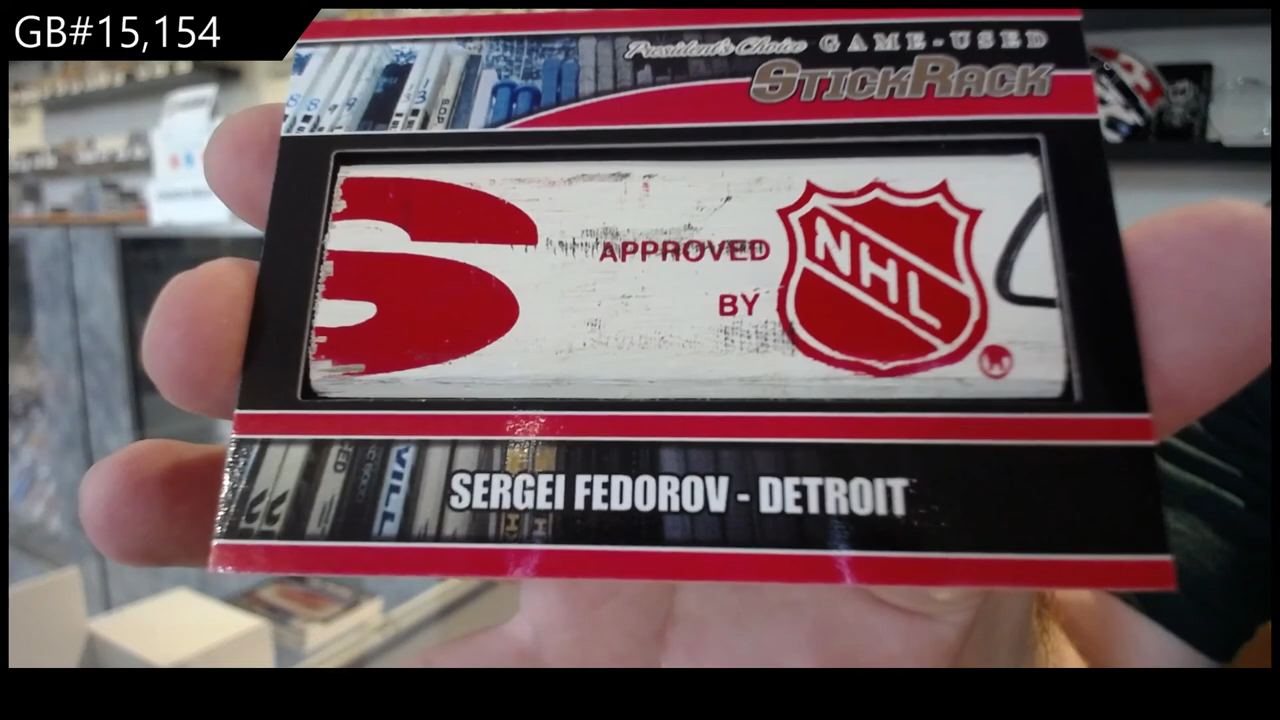 GB#15,154
President's Choice GAME-USED
STICKRACK
S
APPROVED
BY
NHL
SERGEI FEDOROV - DETROIT